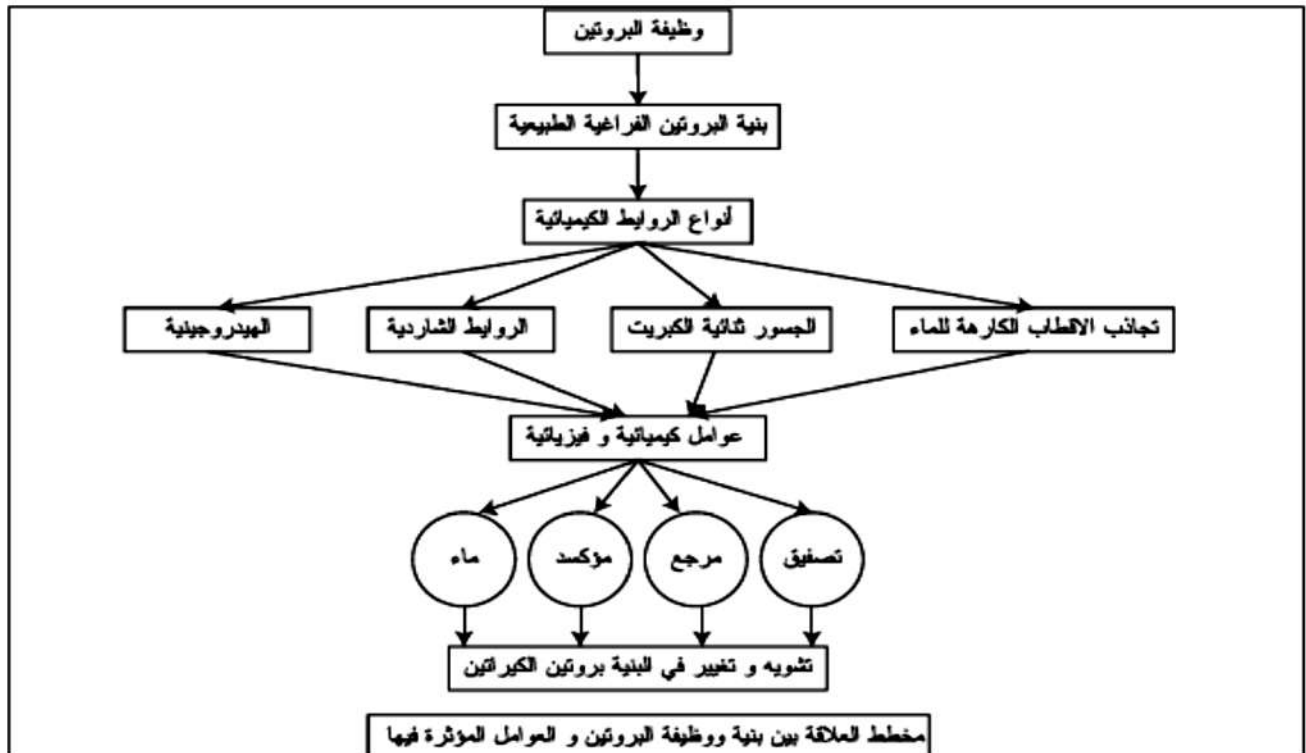 وظيفة البروتين
بنية البروتين الفراغية الطبيعية
أنواع الروابط الكيميائية
تجاذب الاقطاب الكارهة للماء
الجسور ثنائية الكبريت
الروابط الشاردية
الهيدروجينية
عوامل كيميائية و فيزيائية
تصفيق
مرجع
مؤكسد
ماء
تشويه و تغيير في البنية بروتين الكيراتين
مخطط العلاقة بين بنية ووظيفة البروتين و العوامل المؤثرة فيها